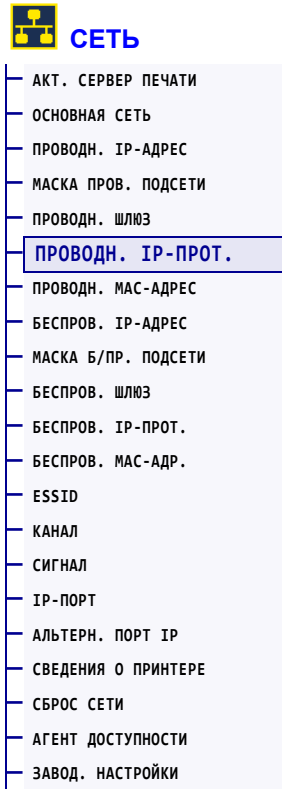 СЕТЬ
АКТ. СЕРВЕР ПЕЧАТИ
ОСНОВНАЯ СЕТЬ
ПРОВОДН. IP-АДРЕС
МАСКА ПРОВ. ПОДСЕТИ
ПРОВОДН. ШЛЮЗ
ПРОВОДН. IP-ПРОТ.
ПРОВОДН. MAC-АДРЕС
БЕСПРОВ. IP-АДРЕС
МАСКА Б/ПР. ПОДСЕТИ
БЕСПРОВ. ШЛЮЗ
БЕСПРОВ. IP-ПРОТ.
БЕСПРОВ. MAC-АДР.
ESSID
КАНАЛ
СИГНАЛ
IP-ПОРТ
АЛЬТЕРН. ПОРТ IP
СВЕДЕНИЯ О ПРИНТЕРЕ
СБРОС СЕТИ
АГЕНТ ДОСТУПНОСТИ
ЗАВОД. НАСТРОЙКИ